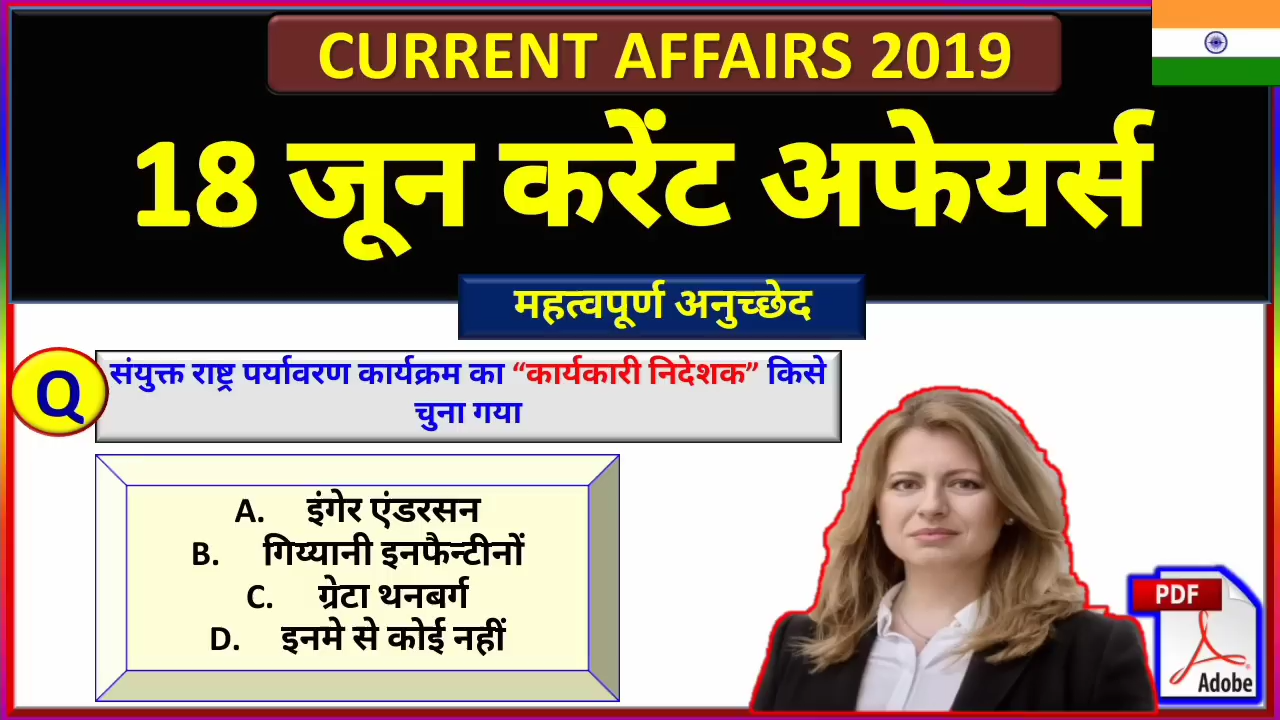 CURRENT AFFAIRS 2019
18 जून करेंट अफेयर्स
महत्वपूर्ण अनुच्छेद
Q
संयुक्त राष्ट्र पर्यावरण कार्यक्रम का “कार्यकारी निदेशक” किसे
चुना गया
A. इंगेर एंडरसन
B. गिय्यानी इनफैन्टीनों
C. ग्रेटा थनबर्ग
D. इनमे से कोई नहीं
PDF
Adobe